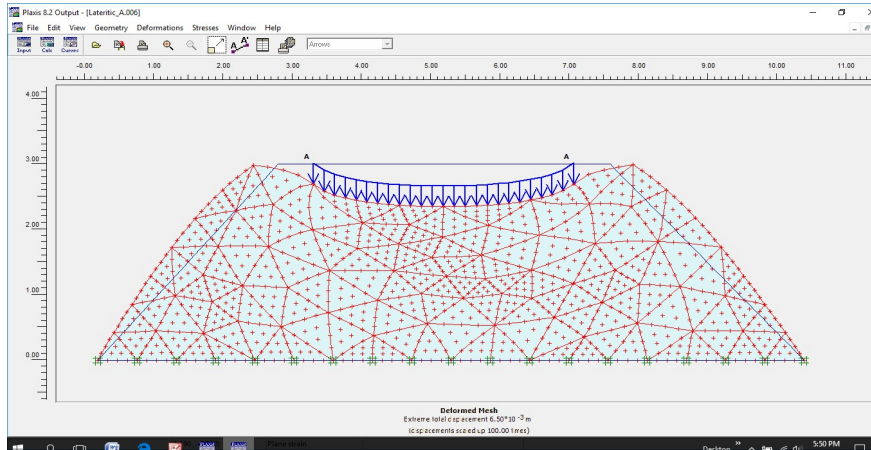 Plaxis 8.2 Output - [Lateritic_A.006]
File Edit View Geometry Deformations Stresses Window Help
Input Calc Curves A A' Arrows
-0.00 1.00 2.00 3.00 4.00 5.00 6.00 7.00 8.00 9.00 10.00 11.00
4.00
3.00
2.00
1.00
0.00
A A
Deformed Mesh
Extreme total displacement 6.50*10 -3 m
(displacements scaled up 100.00 times)
Plane strain
Desktop
5:50 PM